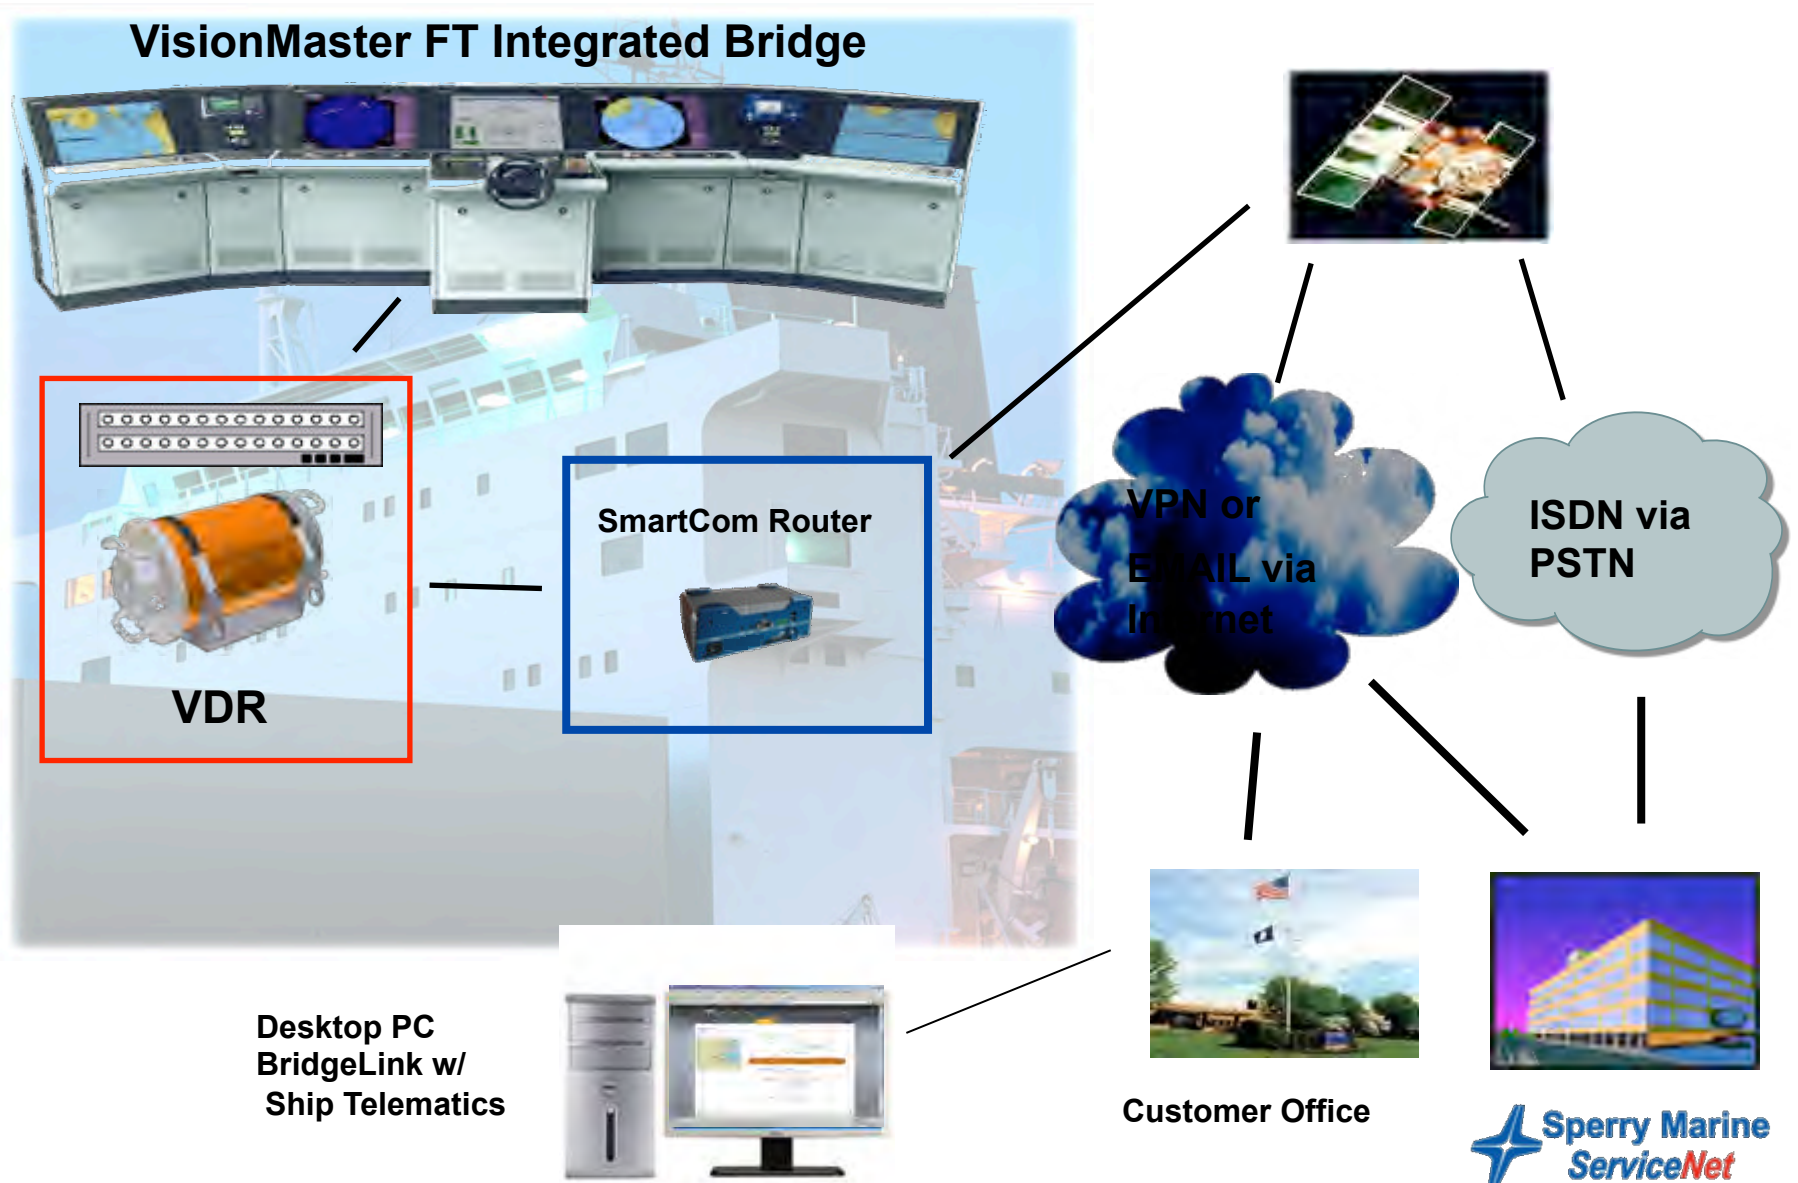 VisionMaster FT Integrated Bridge
SmartCom Router
VDR
VPN or
EMAIL via
Internet
ISDN via
PSTN
Desktop PC
BridgeLink w/
Ship Telematics
Customer Office
Sperry Marine
ServiceNet